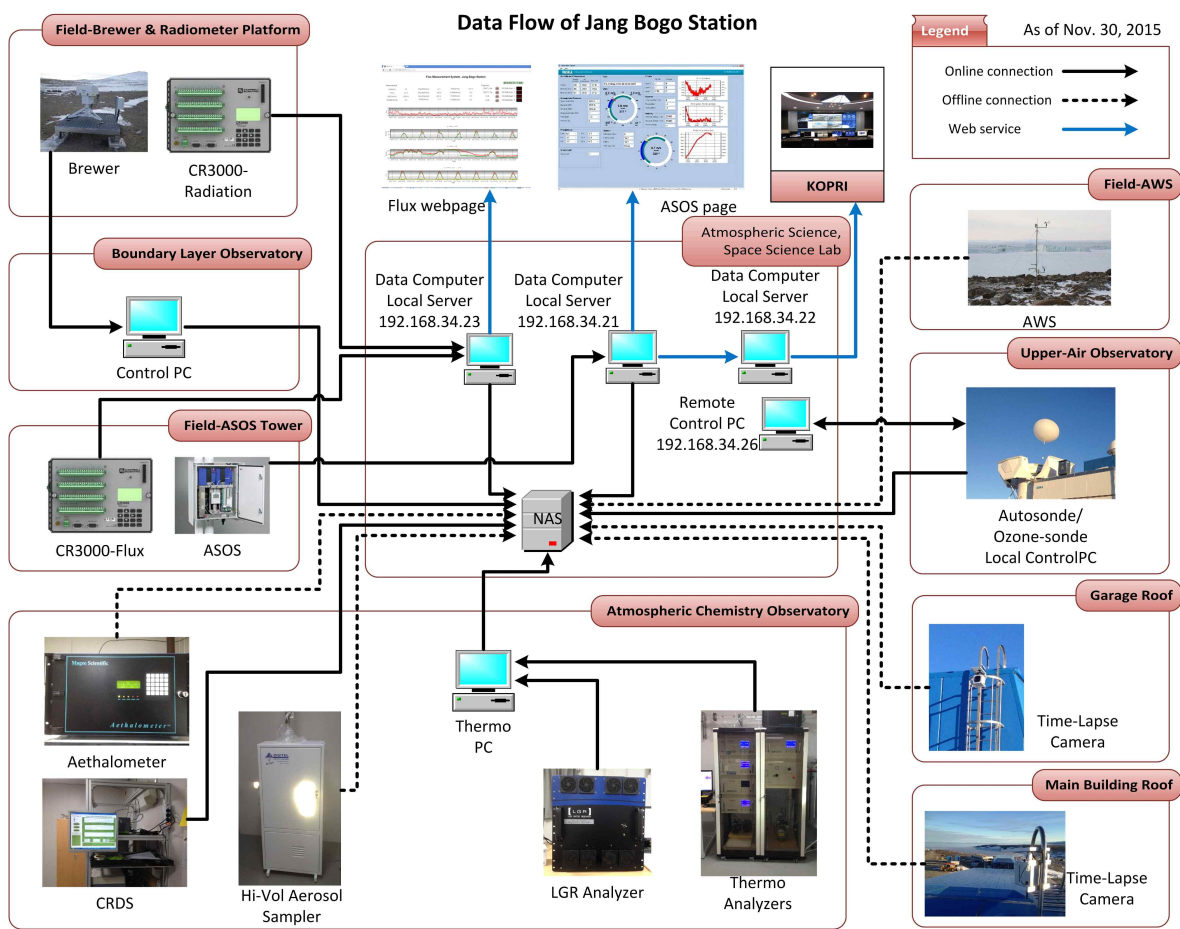 Data Flow of Jang Bogo Station
As of Nov. 30, 2015
Legend
Online connection
Offline connection
Web service
Field-Brewer & Radiometer Platform
Brewer
CR3000-
Radiation
Flux webpage
ASOS page
KOPRI
Field-AWS
AWS
Boundary Layer Observatory
Control PC
Atmospheric Science,
Space Science Lab
Data Computer
Local Server
192.168.34.23
Data Computer
Local Server
192.168.34.21
Data Computer
Local Server
192.168.34.22
Remote
Control PC
192.168.34.26
NAS
Upper-Air Observatory
Autosonde/
Ozone-sonde
Local ControlPC
Field-ASOS Tower
CR3000-Flux
ASOS
Atmospheric Chemistry Observatory
Magee Scientific
Aethalometer
Aethalometer
CRDS
Hi-Vol Aerosol
Sampler
Thermo
PC
LGR
LGR Analyzer
Thermo
Analyzers
Garage Roof
Time-Lapse
Camera
Main Building Roof
Time-Lapse
Camera